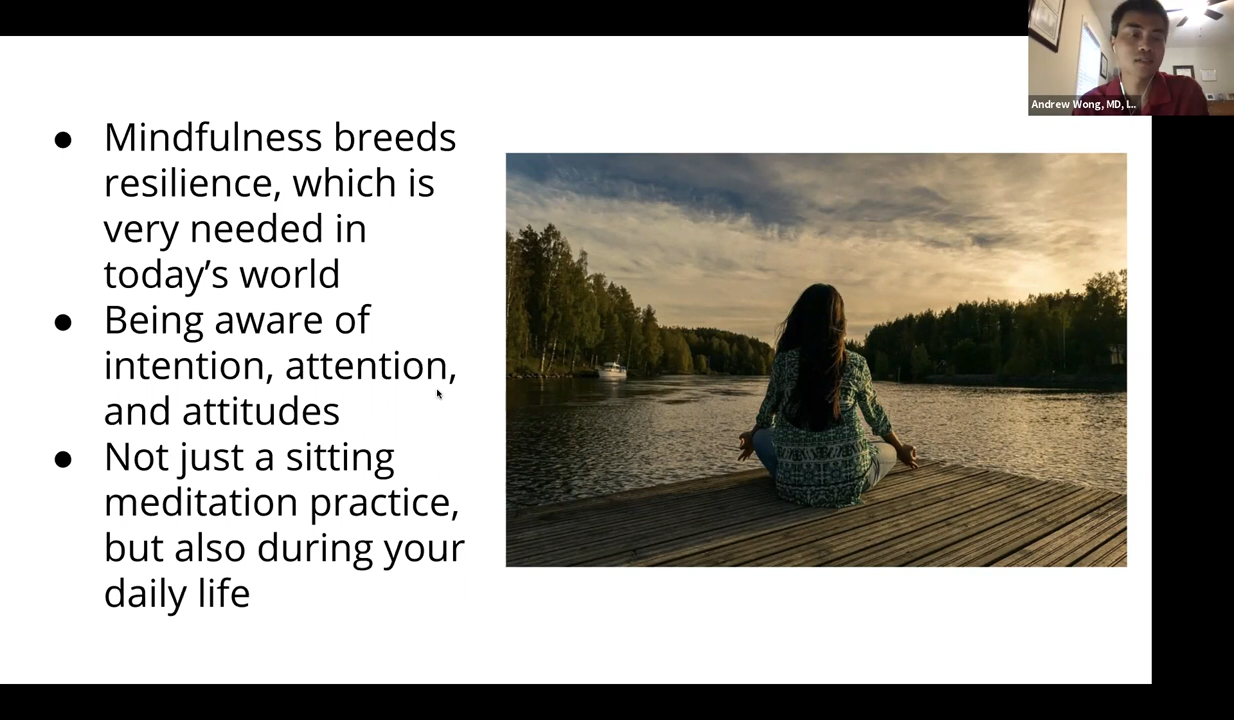 Andrew Wong, MD, L..
● Mindfulness breeds
resilience, which is
very needed in
today’s world
● Being aware of
intention, attention,
and attitudes
● Not just a sitting
meditation practice,
but also during your
daily life